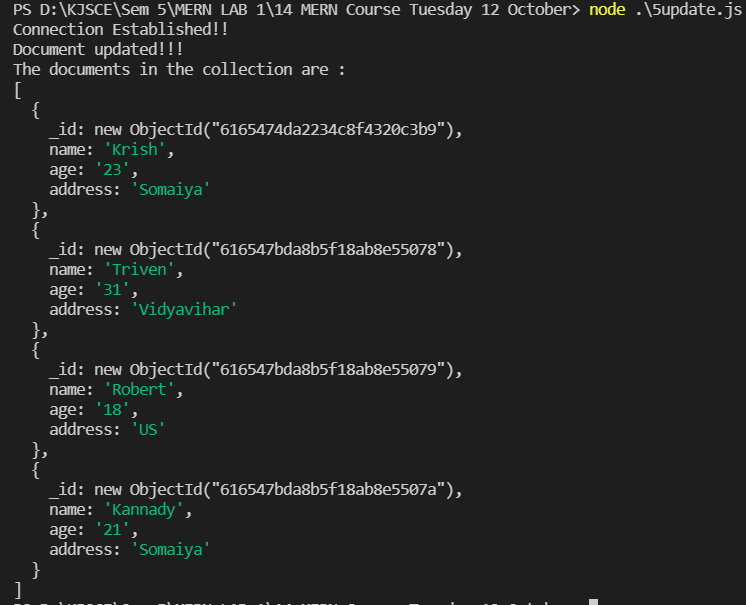 PS D:\KJSCE\Sem 5\MERN LAB 1\14 MERN Course Tuesday 12 October> node .\5update.js
Connection Established!!
Document updated!!!
The documents in the collection are :
[
  {
    _id: new ObjectId("6165474da2234c8f4320c3b9"),
    name: 'Krish',
    age: '23',
    address: 'Somaiya'
  },
  {
    _id: new ObjectId("616547bda8b5f18ab8e55078"),
    name: 'Triven',
    age: '31',
    address: 'Vidyavihar'
  },
  {
    _id: new ObjectId("616547bda8b5f18ab8e55079"),
    name: 'Robert',
    age: '18',
    address: 'US'
  },
  {
    _id: new ObjectId("616547bda8b5f18ab8e5507a"),
    name: 'Kannady',
    age: '21',
    address: 'Somaiya'
  }
]